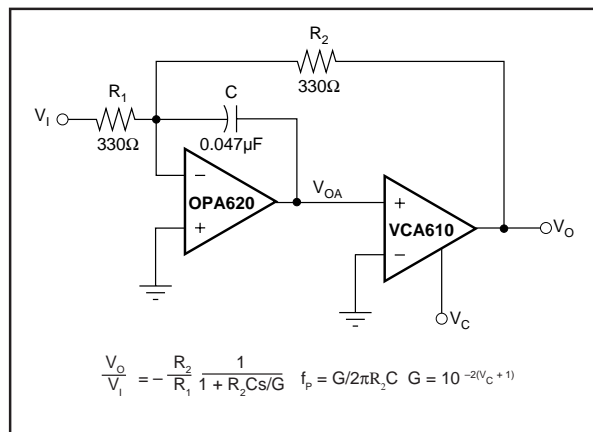 R2
330Ω
R1
VI
330Ω
C
0.047µF
–
OPA620
+
VOA
+
VCA610
–
VO
VC
VO/VI = – R2/R1 1/(1 + R2Cs/G) fP = G/2πR2C G = 10 –2(VC + 1)